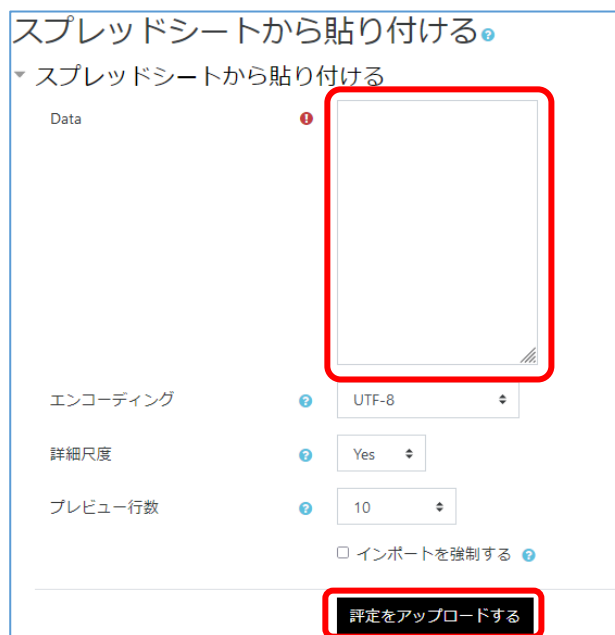 スプレッドシートから貼り付ける
スプレッドシートから貼り付ける
Data
エンコーディング UTF-8
詳細尺度 Yes
プレビュー行数 10
インポートを強制する
評定をアップロードする